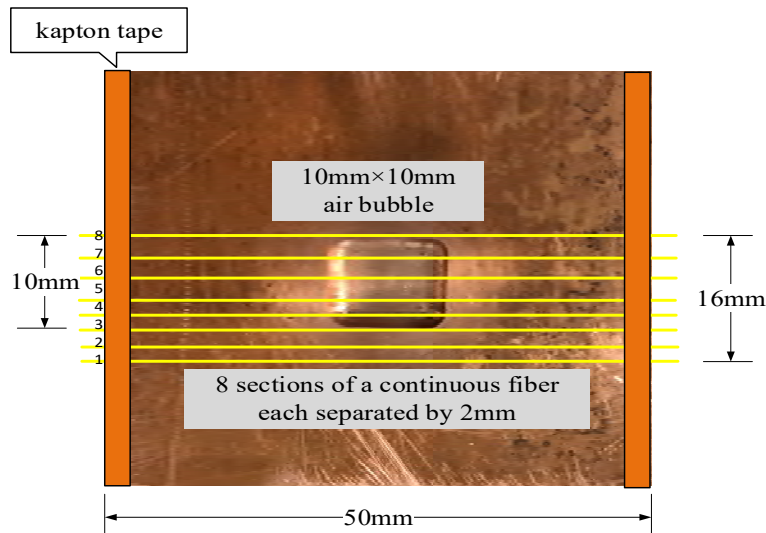 kapton tape
10mm×10mm
air bubble
8
7
10mm
6
5
16mm
4
3
2
1
8 sections of a continuous fiber
each separated by 2mm
50mm